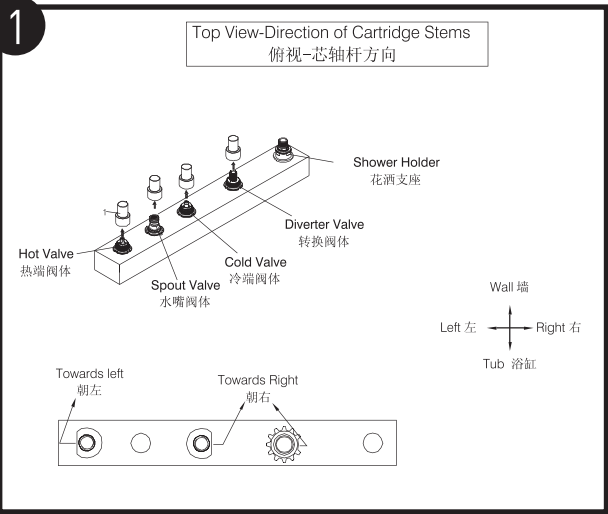 1
Top View-Direction of Cartridge Stems
俯视-芯轴杆方向
Shower Holder
花洒支座
Diverter Valve
转换阀体
Cold Valve
冷端阀体
Hot Valve
热端阀体
Spout Valve
水嘴阀体
1
Wall 墙
Left 左
Right 右
Tub 浴缸
Towards left
朝左
Towards Right
朝右